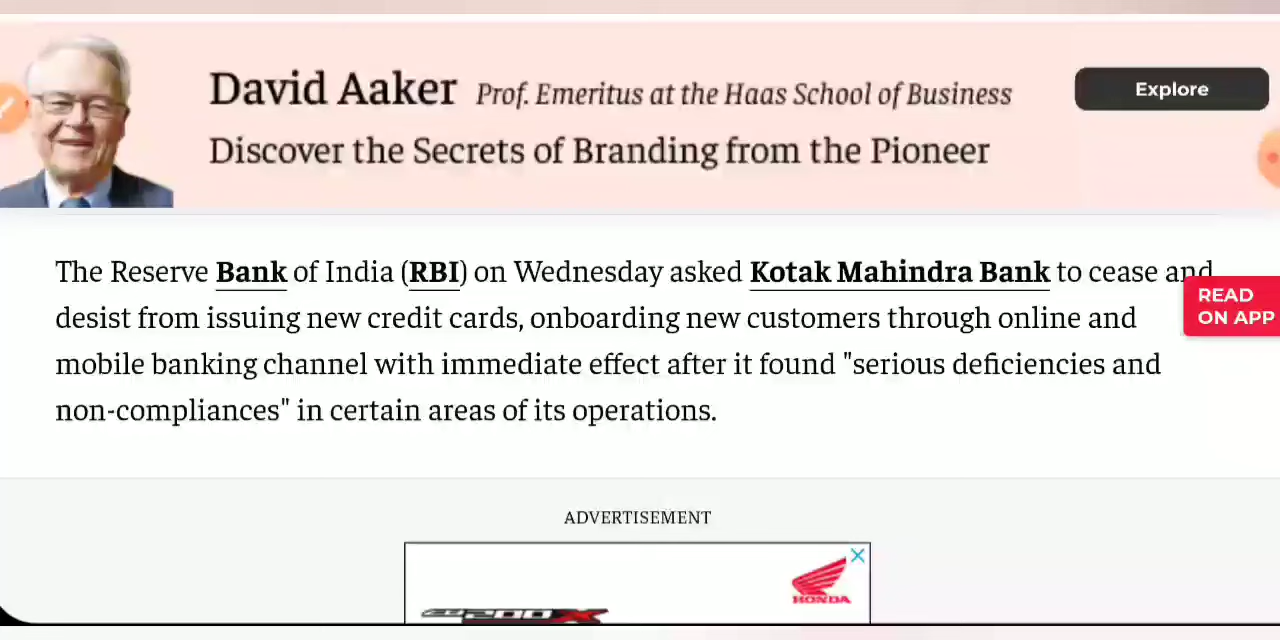 David Aaker Prof. Emeritus at the Haas School of Business
Explore
Discover the Secrets of Branding from the Pioneer
The Reserve Bank of India (RBI) on Wednesday asked Kotak Mahindra Bank to cease and
desist from issuing new credit cards, onboarding new customers through online and
mobile banking channel with immediate effect after it found "serious deficiencies and
non-compliances" in certain areas of its operations.
READ
ON APP
ADVERTISEMENT
HONDA